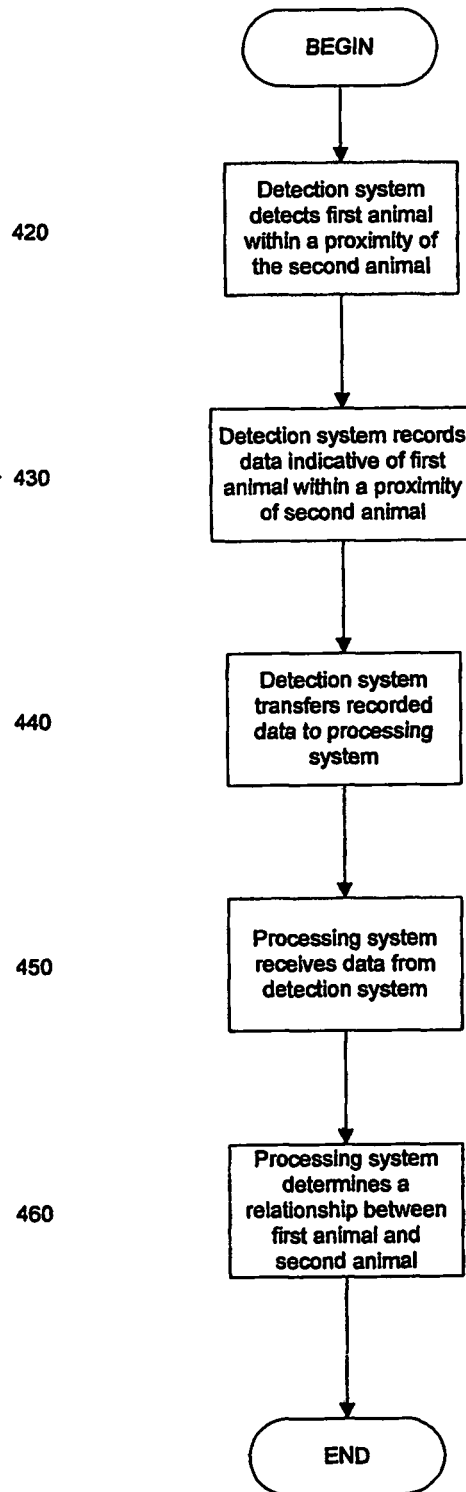 BEGIN
420
Detection system
detects first animal
within a proximity of
the second animal
430
Detection system records
data indicative of first
animal within a proximity
of second animal
440
Detection system
transfers recorded
data to processing
system
450
Processing system
receives data from
detection system
460
Processing system
determines a
relationship between
first animal and
second animal
END